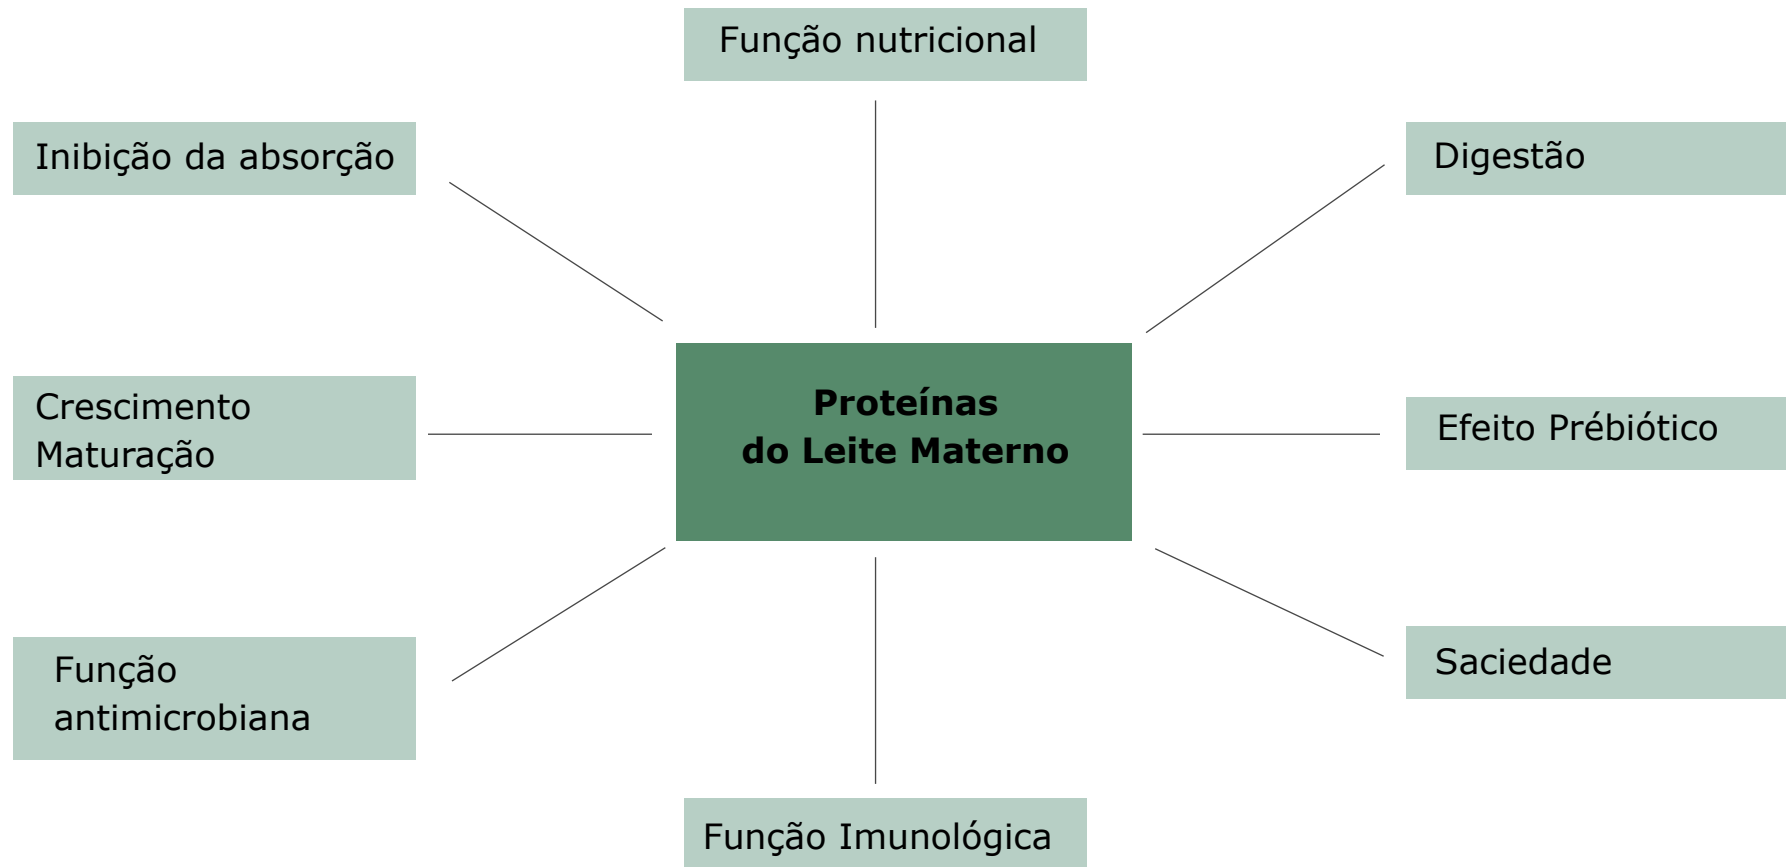 Função nutricional
Inibição da absorção
Digestão
Proteínas
do Leite Materno
Crescimento
Maturação
Efeito Prébiótico
Função
antimicrobiana
Saciedade
Função Imunológica